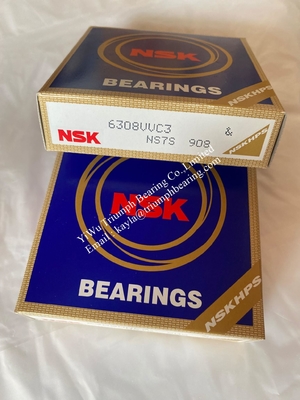 NSK
BEARINGS
NSKHPS
NSK
6308VVC3
&
NS7S 908
NSKHPS
YiWu Triumph Bearing Co.,Limited
Email: kayla@triumphbearing.com
NSK
BEARINGS
NSKHPS